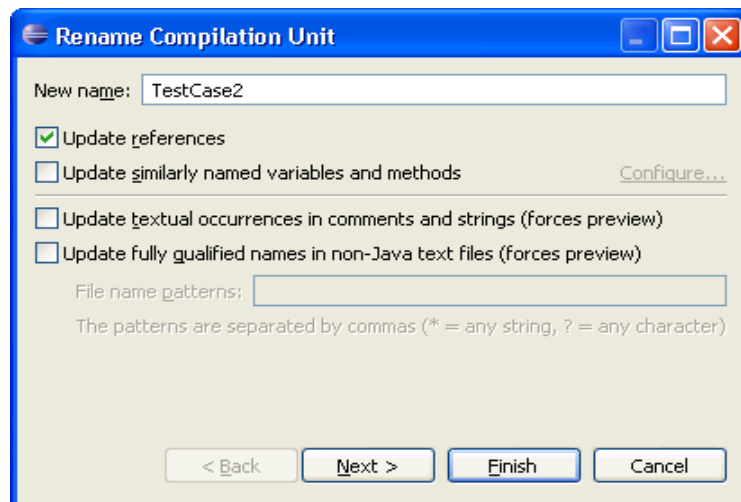 Rename Compilation Unit
New name: TestCase2
Update references
Update similarly named variables and methods Configure...
Update textual occurrences in comments and strings (forces preview)
Update fully qualified names in non-Java text files (forces preview)
File name patterns:
The patterns are separated by commas (* = any string, ? = any character)
< Back Next > Finish Cancel